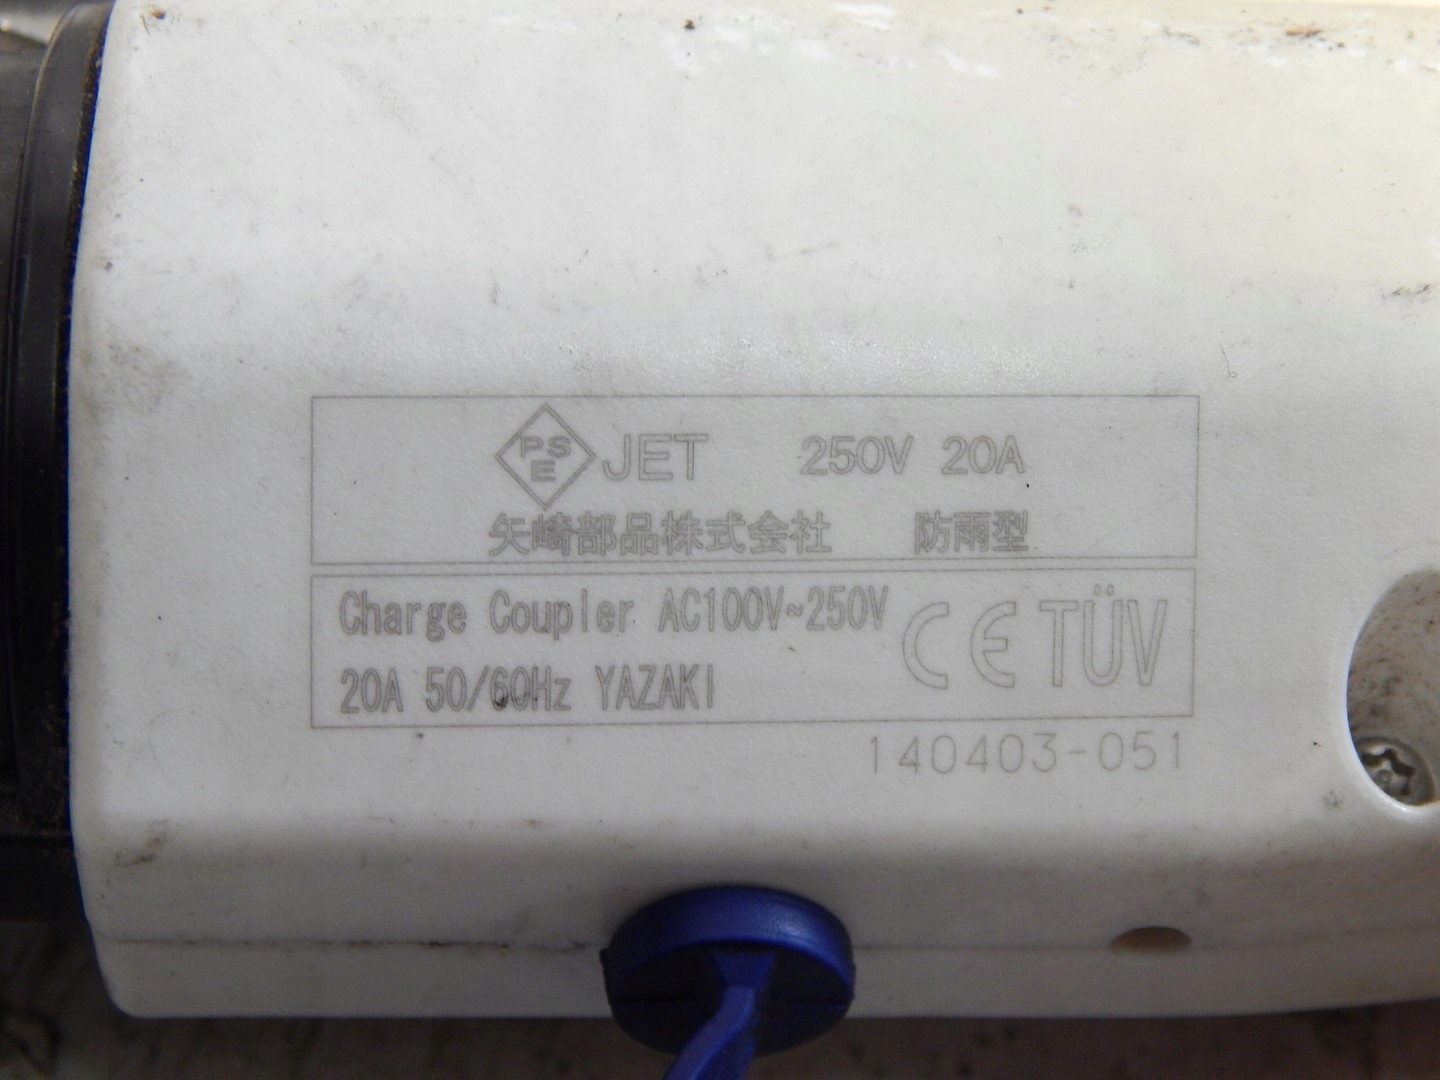 PSE JET 250V 20A
矢崎部品株式会社 防雨型
Charge Coupler AC100V~250V
20A 50/60Hz YAZAKI
CE TÜV
140403-051